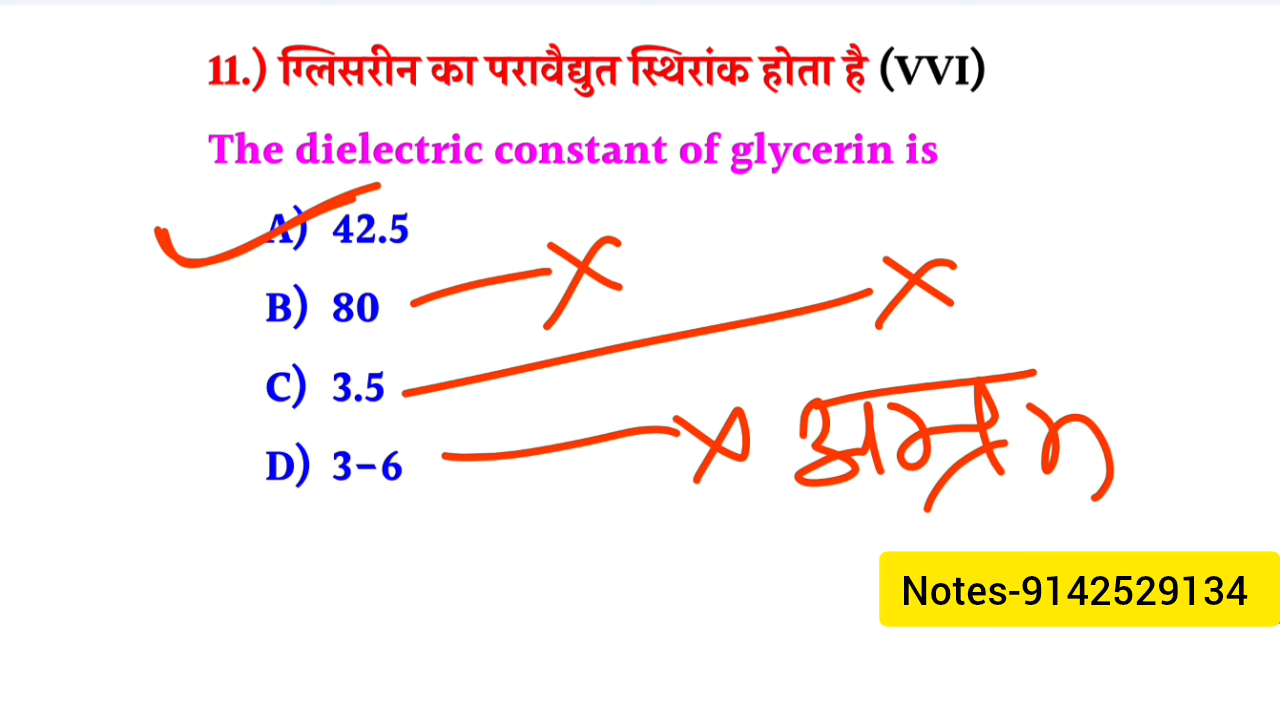 11.) ग्लिसरीन का परावैद्युत स्थिरांक होता है (VVI)
The dielectric constant of glycerin is
A) 42.5
B) 80
C) 3.5
D) 3-6
Notes-9142529134